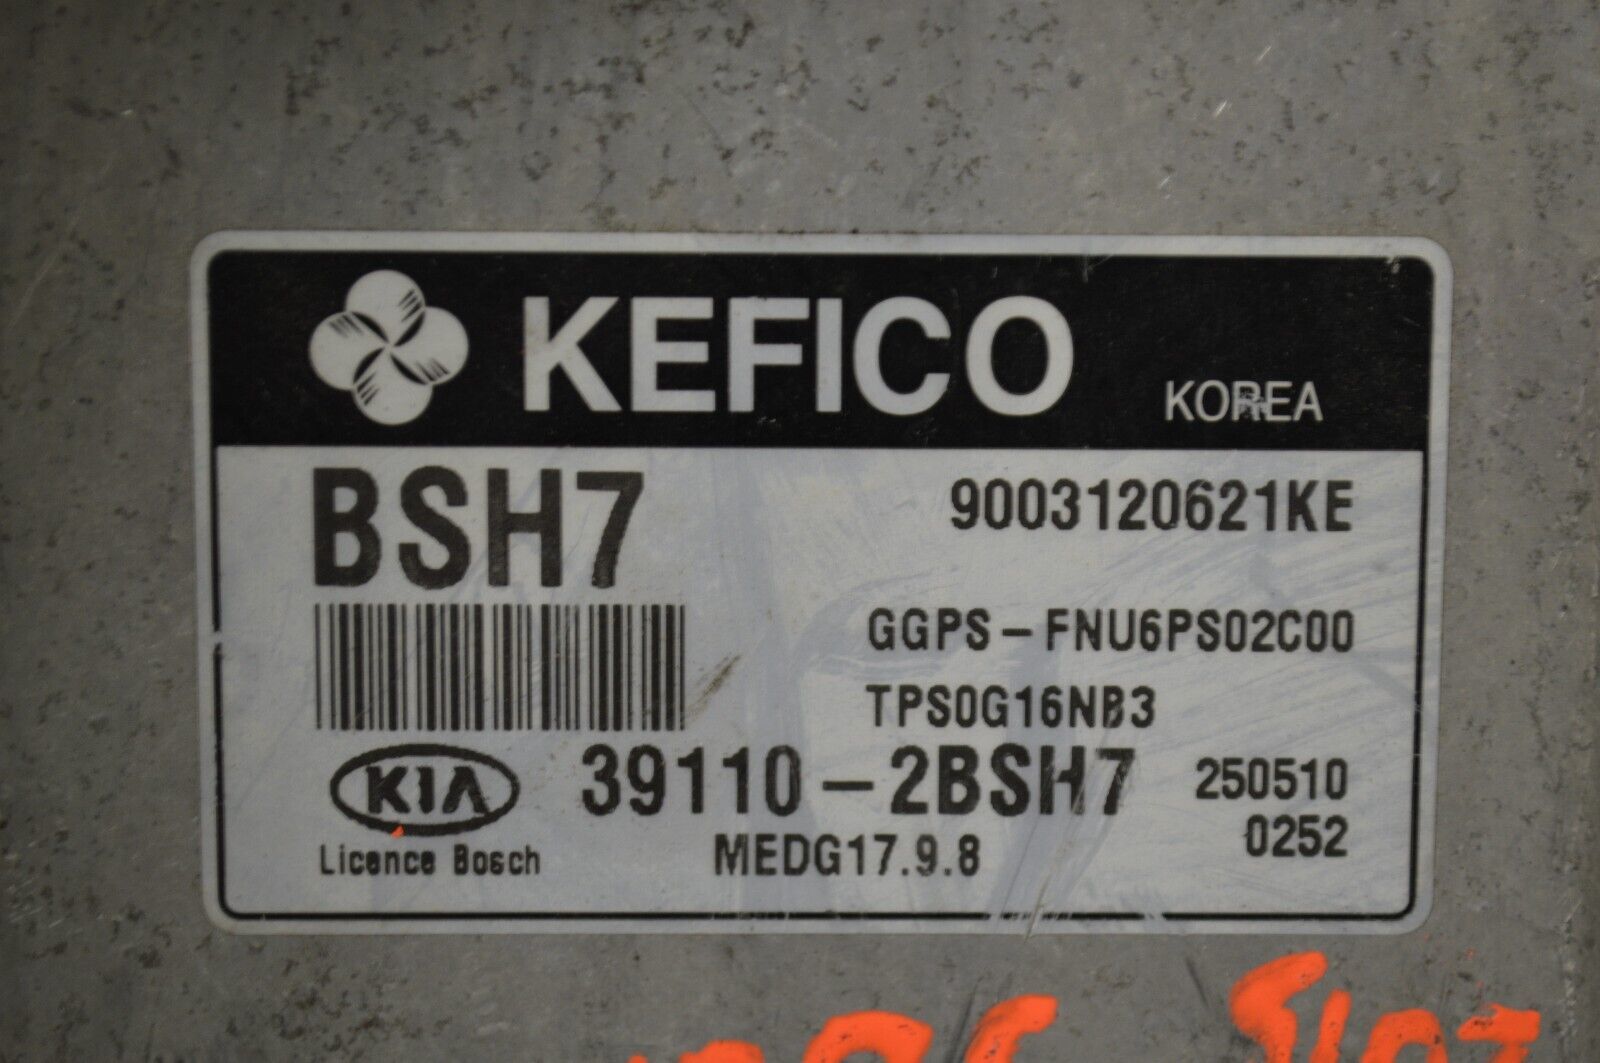 KEFICO KOREA
BSH7 9003120621KE
GGPS-FNU6PS02C00
TPS0G16NB3
KIA 39110-2BSH7 250510
Licence Bosch MEDG17.9.8 0252